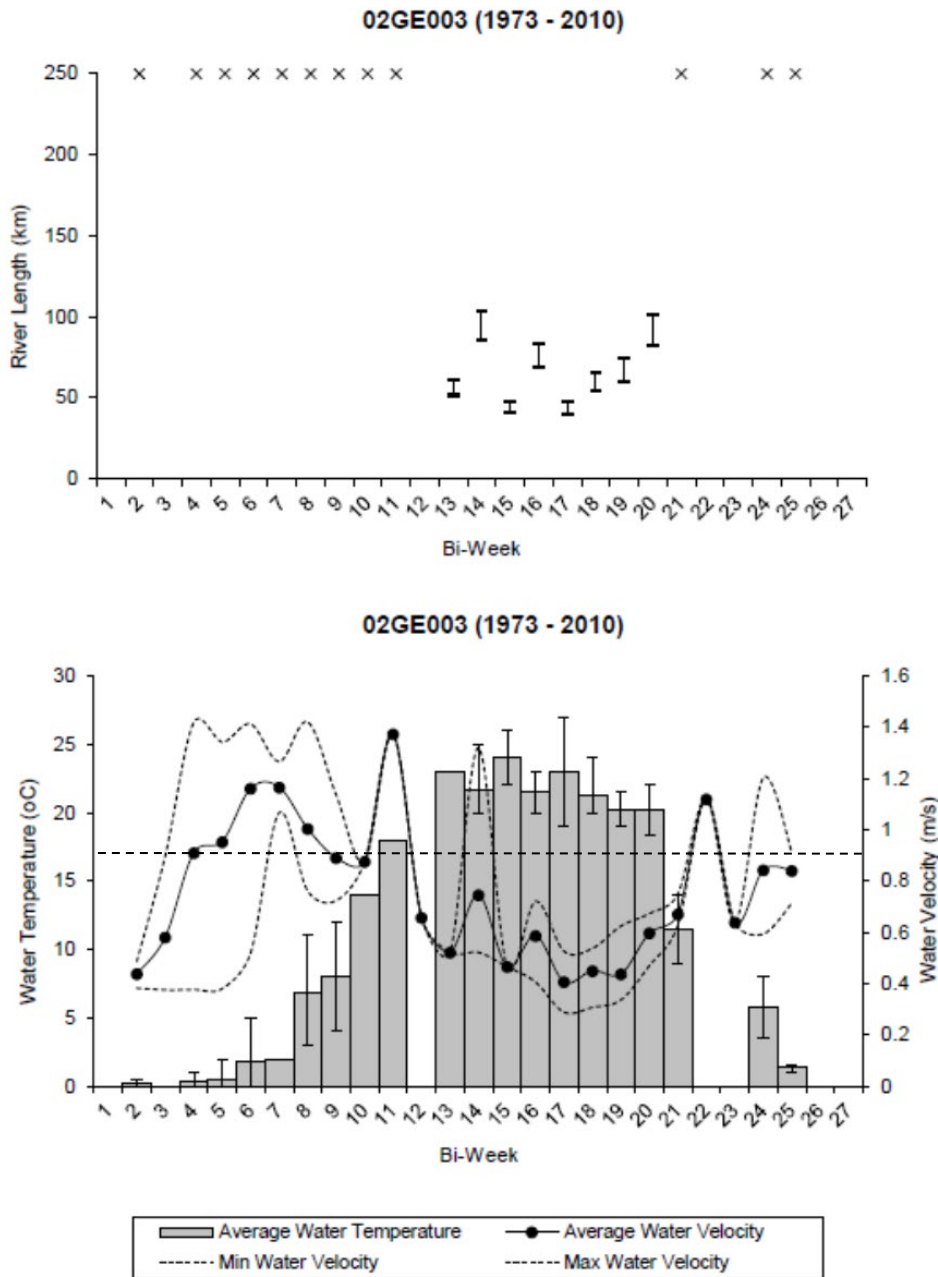 02GE003 (1973 - 2010)
250
200
150
100
50
0
River Length (km)
1 2 3 4 5 6 7 8 9 10 11 12 13 14 15 16 17 18 19 20 21 22 23 24 25 26 27
Bi-Week
02GE003 (1973 - 2010)
30
25
20
15
10
5
0
Water Temperature (oC)
1.6
1.4
1.2
1
0.8
0.6
0.4
0.2
0
Water Velocity (m/s)
1 2 3 4 5 6 7 8 9 10 11 12 13 14 15 16 17 18 19 20 21 22 23 24 25 26 27
Bi-Week
Average Water Temperature Average Water Velocity
Min Water Velocity Max Water Velocity